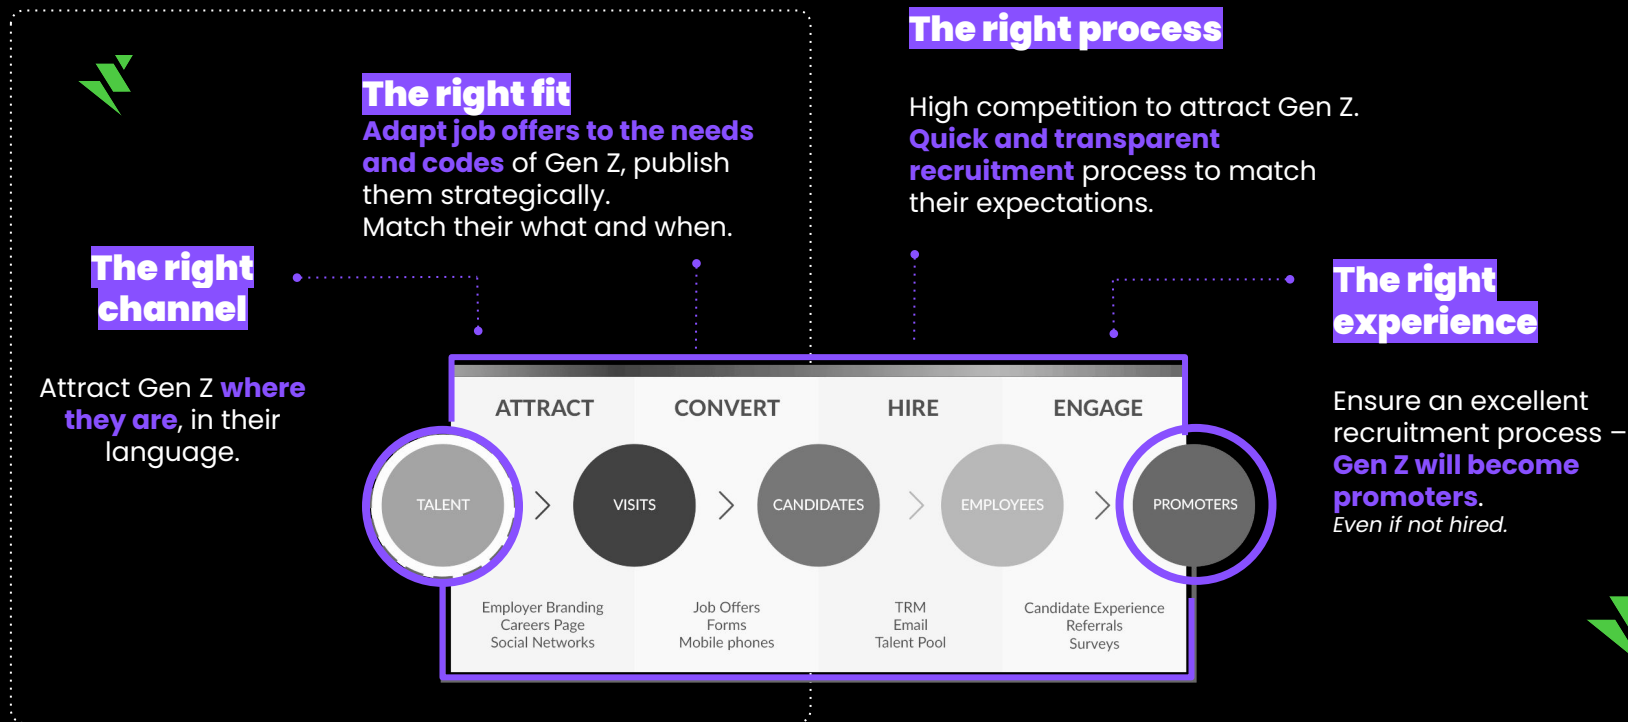 The right process
High competition to attract Gen Z.
Quick and transparent
recruitment process to match
their expectations.
The right fit
Adapt job offers to the needs
and codes of Gen Z, publish
them strategically.
Match their what and when.
The right
channel
Attract Gen Z where
they are, in their
language.
The right
experience
Ensure an excellent
recruitment process –
Gen Z will become
promoters.
Even if not hired.
ATTRACT CONVERT HIRE ENGAGE
TALENT VISITS CANDIDATES EMPLOYEES PROMOTERS
Employer Branding
Careers Page
Social Networks
Job Offers
Forms
Mobile phones
TRM
Email
Talent Pool
Candidate Experience
Referrals
Surveys